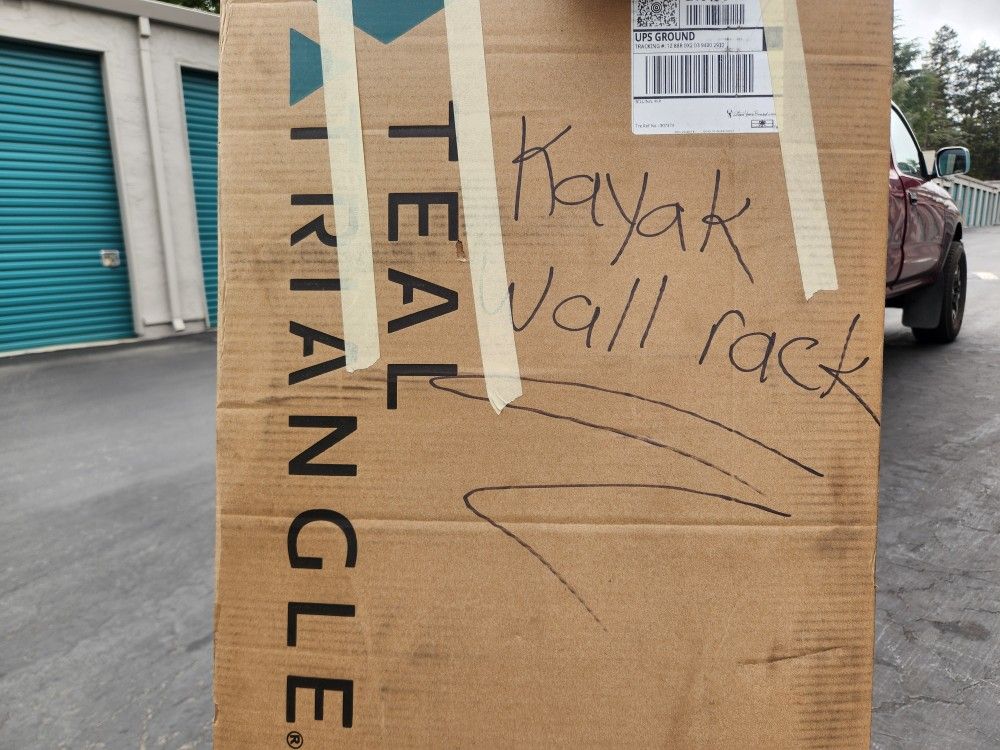 UPS GROUND
TEAL
TRIANGLE®
Kayak
Wall rack